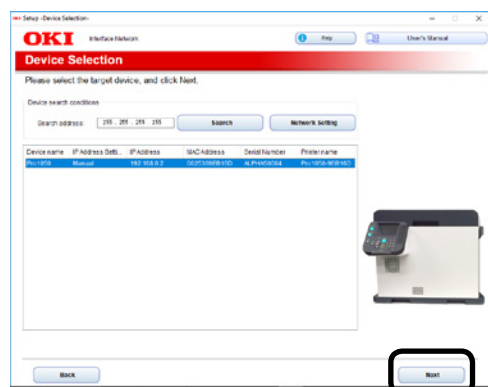 Setup -Device Selection-
OKI Interface Network Help User's Manual
Device Selection
Please select the target device, and click Next.
Device search conditions
Search address: 255 . 255 . 255 . 255 Search Network Setting
Device name IP Address Setti... IP Address MAC Address Serial Number Printer name
Pro1050 Manual 192.168.0.2
Back Next